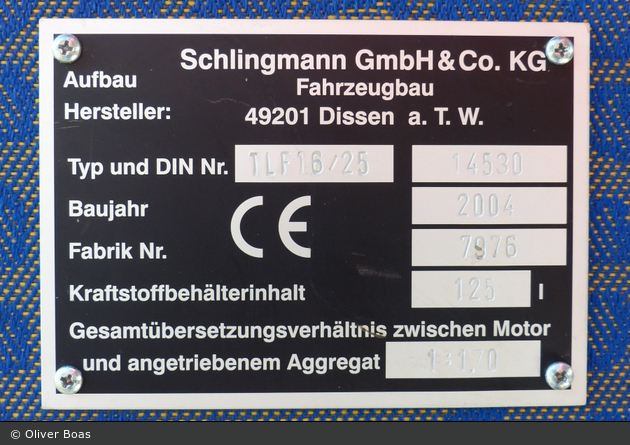 Schlingmann GmbH & Co. KG
Aufbau Fahrzeugbau
Hersteller: 49201 Dissen a. T. W.
Typ und DIN Nr. TLF16/25 14530
Baujahr 2004
CE
Fabrik Nr. 7976
Kraftstoffbehälterinhalt 125 l
Gesamtübersetzungsverhältnis zwischen Motor
und angetriebenem Aggregat 1:1,70
© Oliver Boas